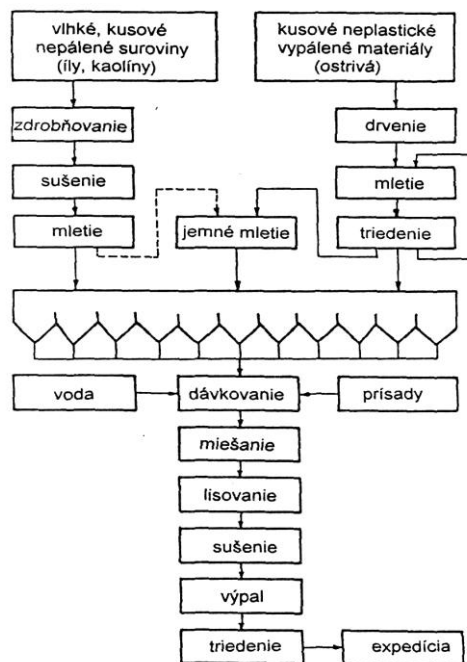 vlhké, kusové
nepálené suroviny
(íly, kaolíny)
kusové neplastické
vypálené materiály
(ostrivá)
zdrobňovanie
drvenie
sušenie
mletie
mletie
jemné mletie
triedenie
voda
dávkovanie
prísady
miešanie
lisovanie
sušenie
výpal
triedenie
expedícia